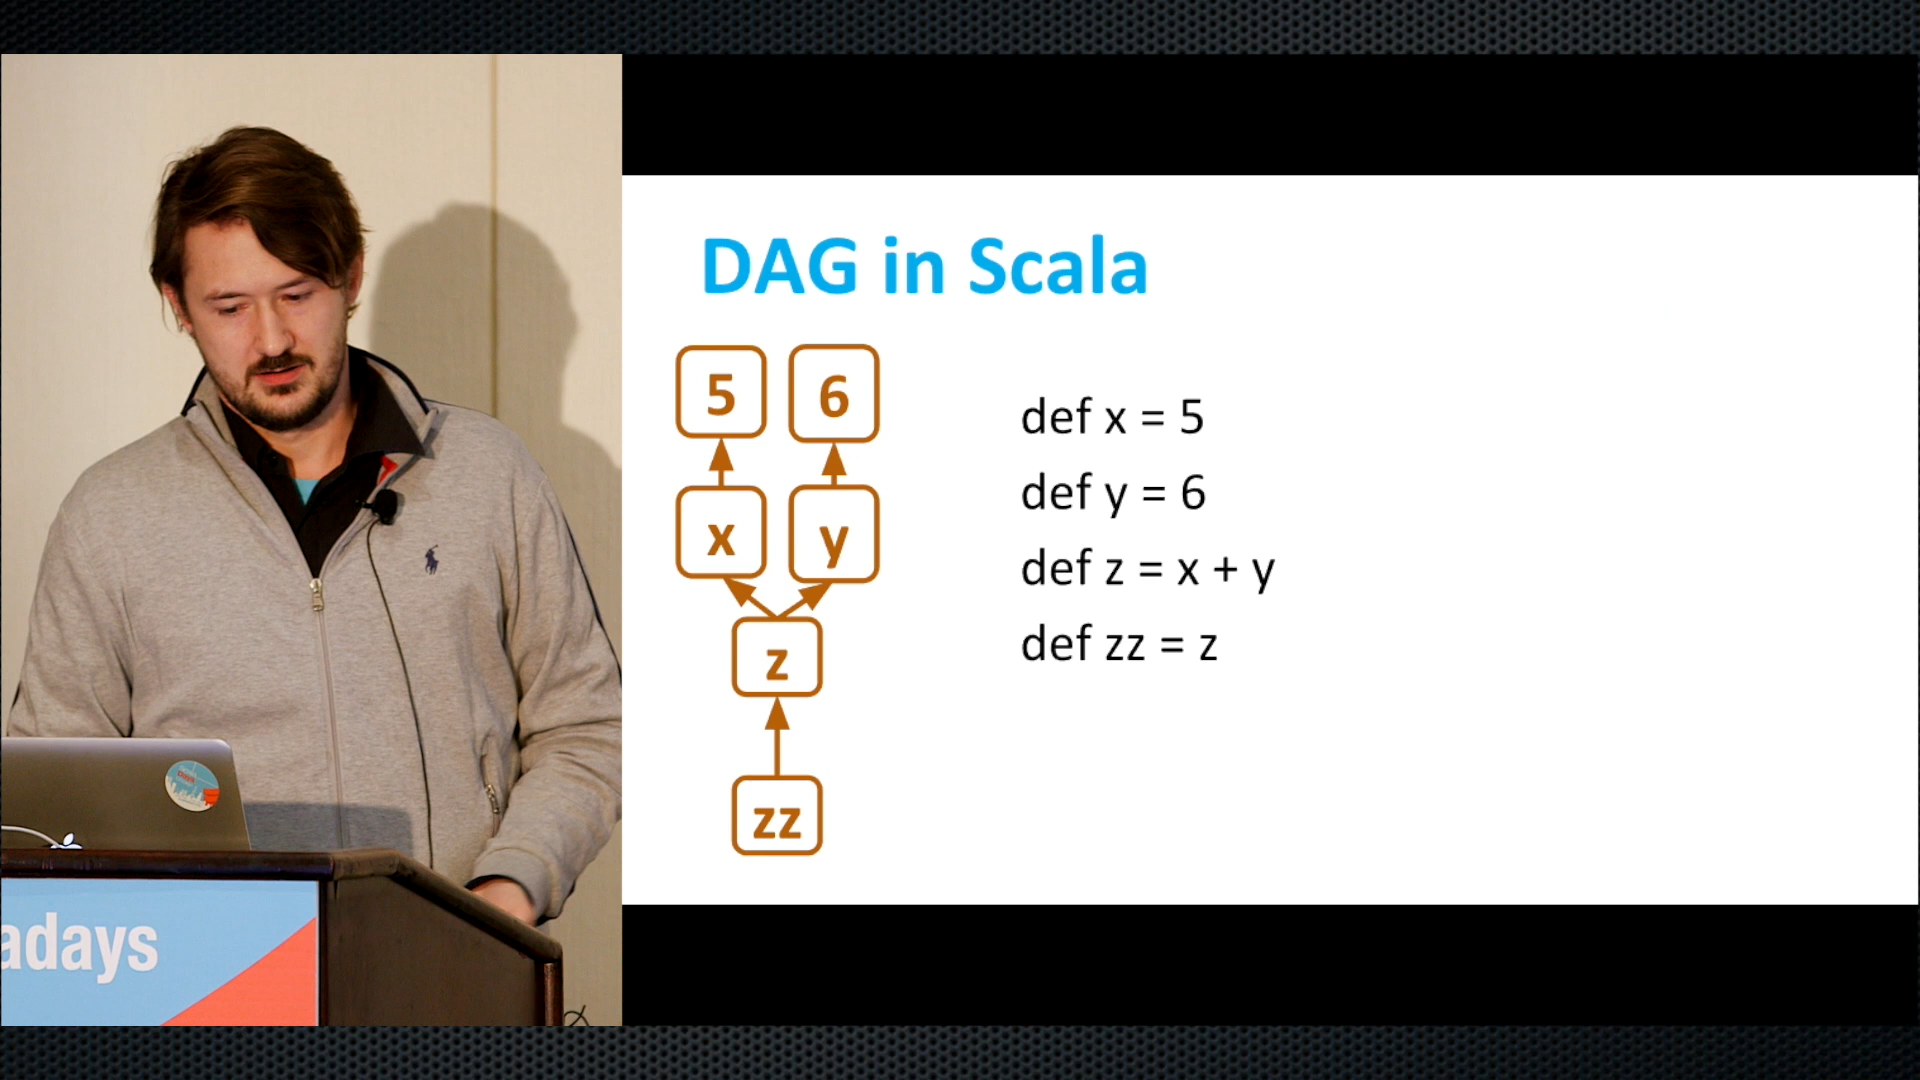 DAG in Scala
5
6
x
y
z
zz
def x = 5
def y = 6
def z = x + y
def zz = z
adays